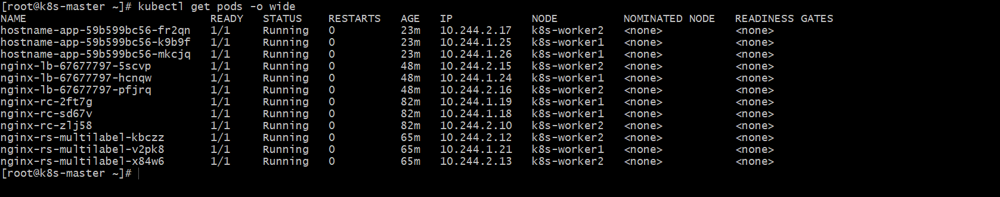 [root@k8s-master ~]# kubectl get pods -o wide
NAME READY STATUS RESTARTS AGE IP NODE NOMINATED NODE READINESS GATES
hostname-app-59b599bc56-fr2qn 1/1 Running 0 23m 10.244.2.17 k8s-worker2 <none> <none>
hostname-app-59b599bc56-k9b9f 1/1 Running 0 23m 10.244.1.25 k8s-worker1 <none> <none>
hostname-app-59b599bc56-mkcjq 1/1 Running 0 23m 10.244.1.26 k8s-worker1 <none> <none>
nginx-lb-67677797-5scvp 1/1 Running 0 48m 10.244.2.15 k8s-worker2 <none> <none>
nginx-lb-67677797-hcnqw 1/1 Running 0 48m 10.244.1.24 k8s-worker1 <none> <none>
nginx-lb-67677797-pfjrq 1/1 Running 0 48m 10.244.2.16 k8s-worker2 <none> <none>
nginx-rc-2ft7g 1/1 Running 0 82m 10.244.1.19 k8s-worker1 <none> <none>
nginx-rc-sd67v 1/1 Running 0 82m 10.244.1.18 k8s-worker1 <none> <none>
nginx-rc-zlj58 1/1 Running 0 82m 10.244.2.10 k8s-worker2 <none> <none>
nginx-rs-multilabel-kbczz 1/1 Running 0 65m 10.244.2.12 k8s-worker2 <none> <none>
nginx-rs-multilabel-v2pk8 1/1 Running 0 65m 10.244.1.21 k8s-worker1 <none> <none>
nginx-rs-multilabel-x84w6 1/1 Running 0 65m 10.244.2.13 k8s-worker2 <none> <none>
[root@k8s-master ~]#